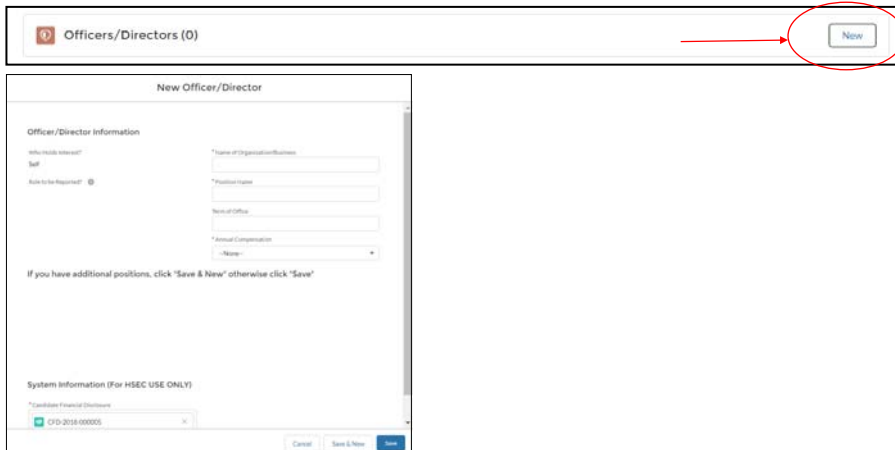 Officers/Directors (0)
New
New Officer/Director
Officer/Director Information
Who Holds Interest?
* Name of Organization/Business
Self
Role to be Reported?
* Position Name
Term of Office
* Annual Compensation
--None--
If you have additional positions, click "Save & New" otherwise click "Save"
System Information (For HSEC USE ONLY)
* Candidate Financial Disclosure
CFD-2016-000005
Cancel
Save & New
Save